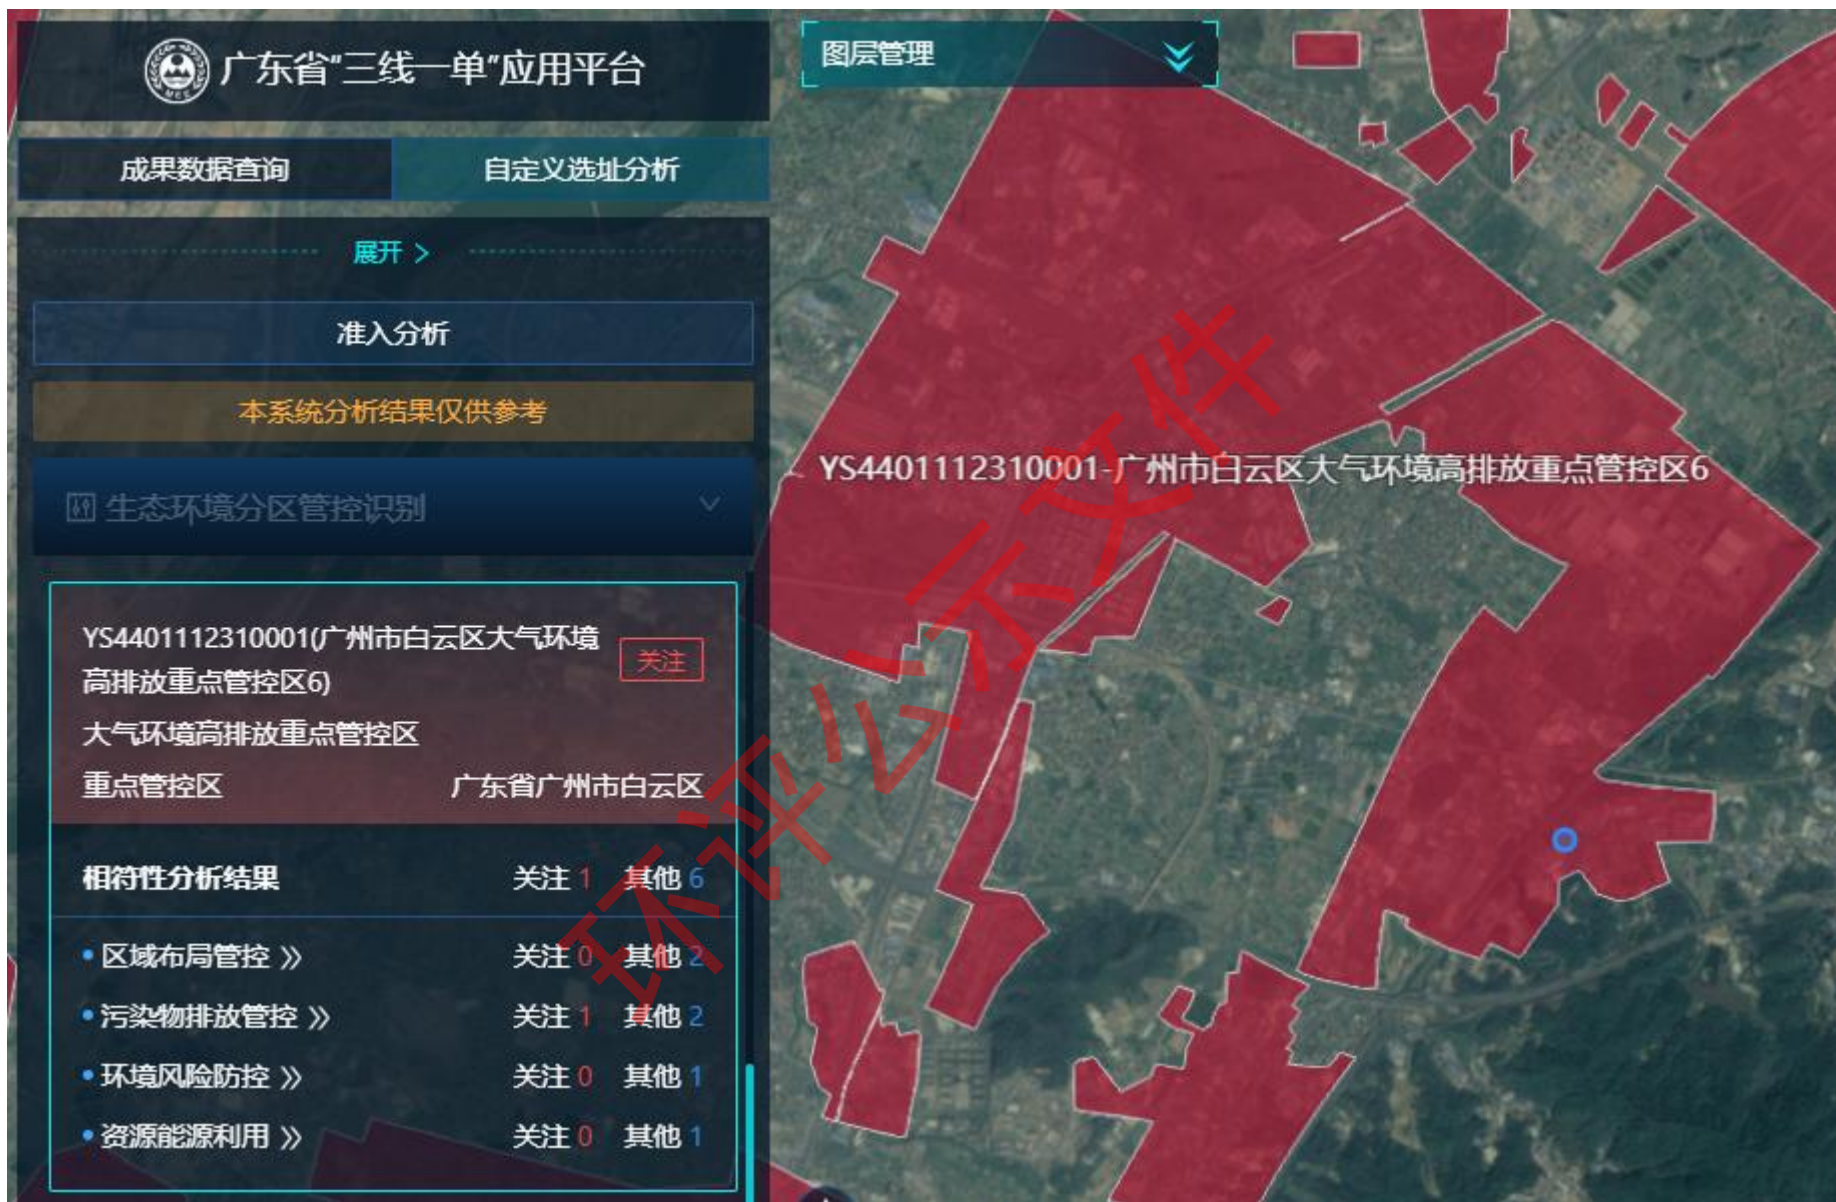 广东省"三线一单"应用平台
MEE
图层管理
成果数据查询
自定义选址分析
展开 >
准入分析
本系统分析结果仅供参考
生态环境分区管控识别
YS4401112310001(广州市白云区大气环境
高排放重点管控区6)
关注
大气环境高排放重点管控区
重点管控区 广东省广州市白云区
相符性分析结果 关注 1 其他 6
区域布局管控 关注 0 其他 2
污染物排放管控 关注 1 其他 2
环境风险防控 关注 0 其他 1
资源能源利用 关注 0 其他 1
YS4401112310001-广州市白云区大气环境高排放重点管控区6
环评公示文件